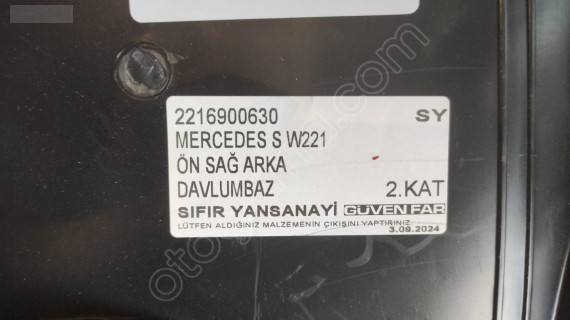 ÖN
2216900630 SY
MERCEDES S W221
ÖN SAĞ ARKA
DAVLUMBAZ 2.KAT
SIFIR YANSANAYİ GÜVEN FAR
LÜTFEN ALDIĞINIZ MALZEMENİN ÇIKIŞINI YAPTIRINIZ
3.09.2024